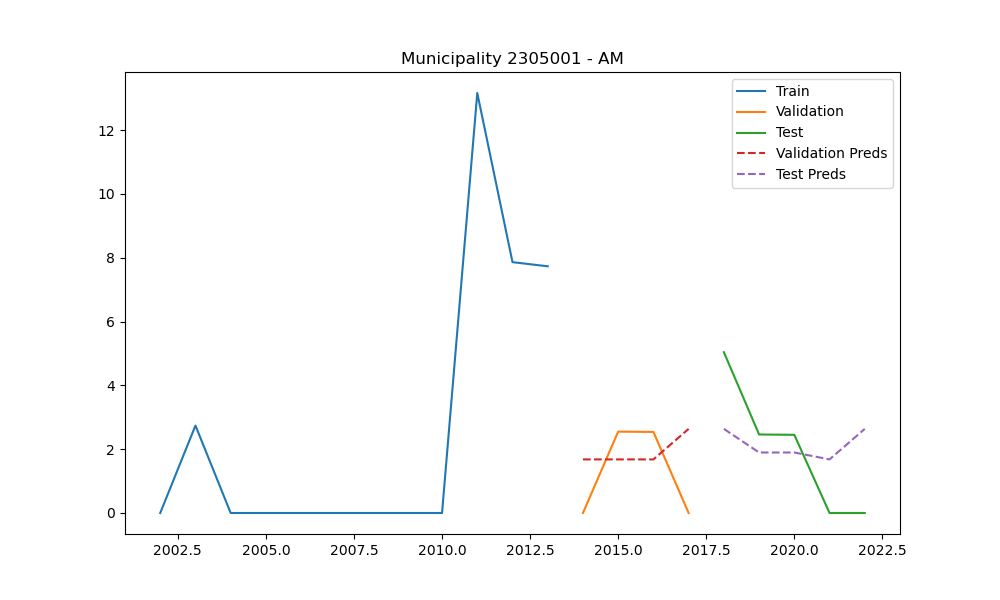 Municipality 2305001 - AM
Train
Validation
Test
Validation Preds
Test Preds
12
10
8
6
4
2
0
2002.5 2005.0 2007.5 2010.0 2012.5 2015.0 2017.5 2020.0 2022.5